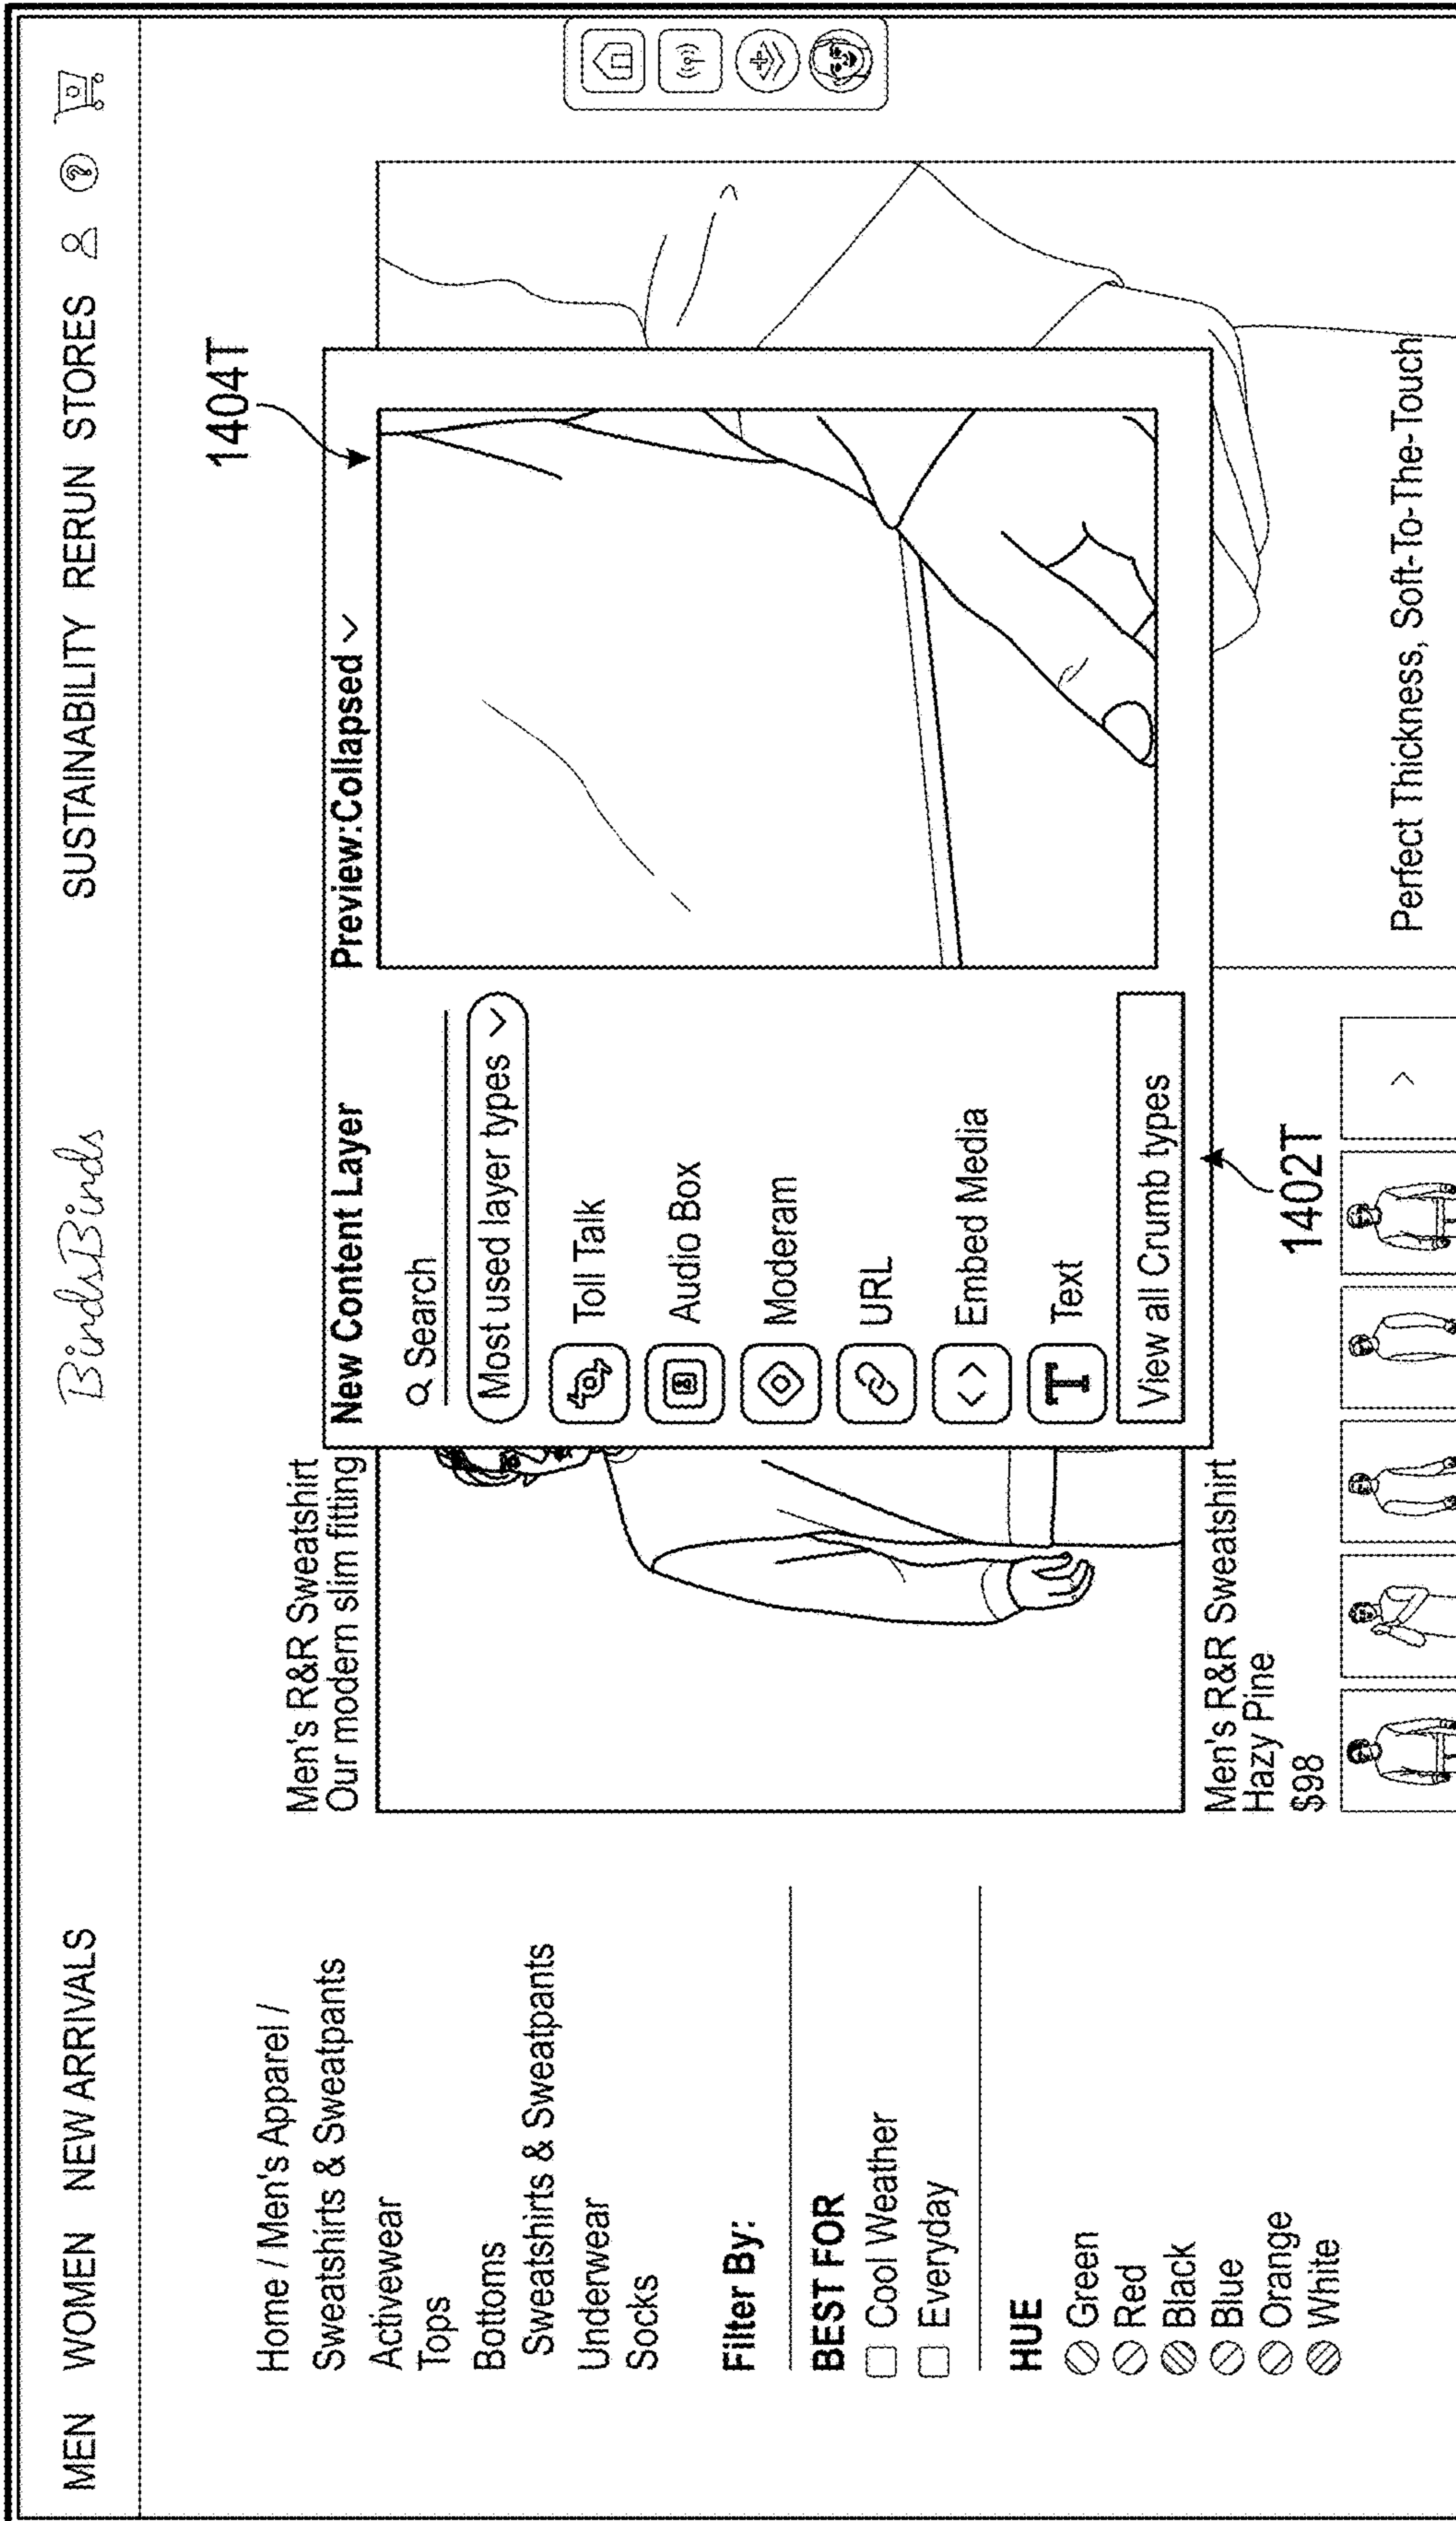 MEN WOMEN NEW ARRIVALS
BirdsBirds
SUSTAINABILITY RERUN STORES
Home / Men's Apparel /
Sweatshirts & Sweatpants
Activewear
Tops
Bottoms
Sweatshirts & Sweatpants
Underwear
Socks
Filter By:
BEST FOR
Cool Weather
Everyday
HUE
Green
Red
Black
Blue
Orange
White
Men's R&R Sweatshirt
Our modern slim fitting
1404T
New Content Layer
Search
Most used layer types
Toll Talk
Audio Box
Moderam
URL
Embed Media
T Text
View all Crumb types
Preview:Collapsed
1402T
Men's R&R Sweatshirt
Hazy Pine
$98
Perfect Thickness, Soft-To-The-Touch